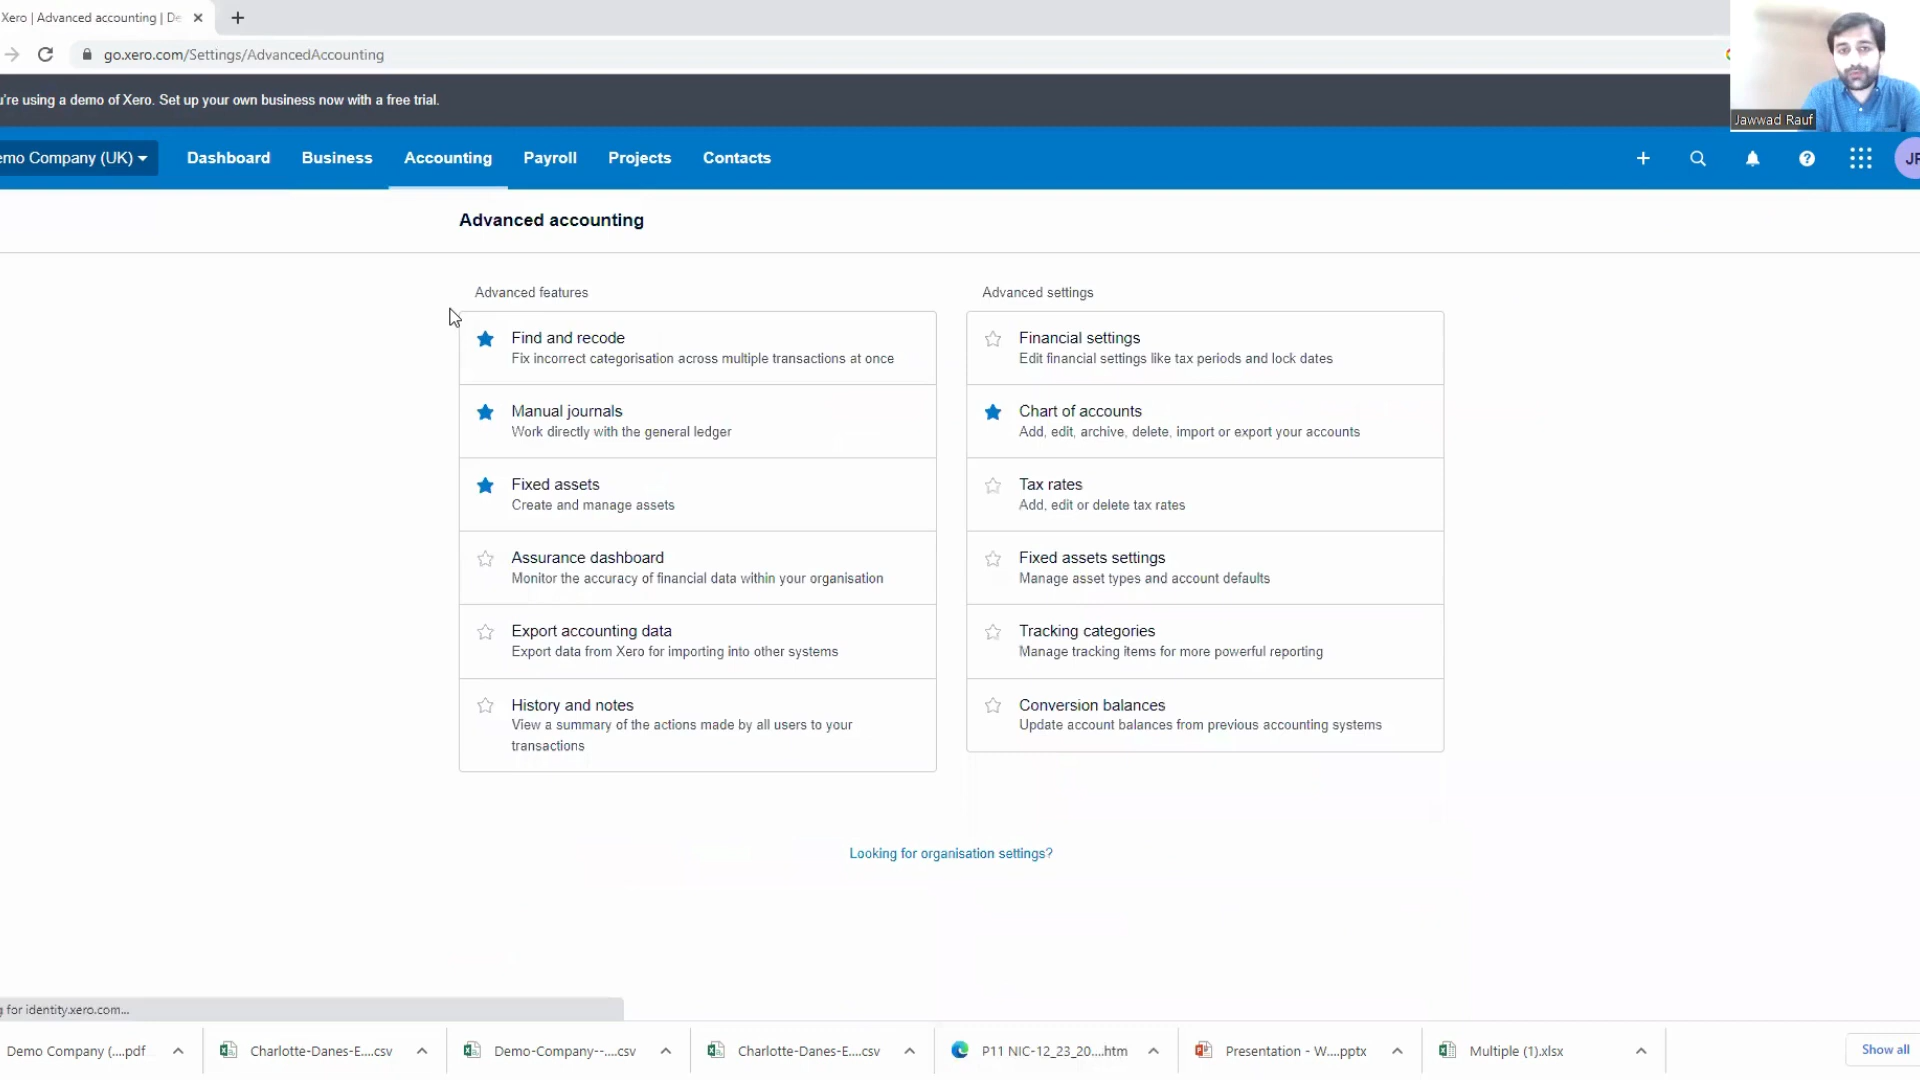 Xero | Advanced accounting | De
go.xero.com/Settings/AdvancedAccounting
're using a demo of Xero. Set up your own business now with a free trial.
Jawwad Rauf
emo Company (UK)
Dashboard
Business
Accounting
Payroll
Projects
Contacts
JR
Advanced accounting
Advanced features
Find and recode
Fix incorrect categorisation across multiple transactions at once
Manual journals
Work directly with the general ledger
Fixed assets
Create and manage assets
Assurance dashboard
Monitor the accuracy of financial data within your organisation
Export accounting data
Export data from Xero for importing into other systems
History and notes
View a summary of the actions made by all users to your
transactions
Advanced settings
Financial settings
Edit financial settings like tax periods and lock dates
Chart of accounts
Add, edit, archive, delete, import or export your accounts
Tax rates
Add, edit or delete tax rates
Fixed assets settings
Manage asset types and account defaults
Tracking categories
Manage tracking items for more powerful reporting
Conversion balances
Update account balances from previous accounting systems
Looking for organisation settings?
g for identity.xero.com...
Demo Company (....pdf
Charlotte-Danes-E....csv
Demo-Company--....csv
Charlotte-Danes-E....csv
P11 NIC-12_23_20....htm
Presentation - W....pptx
Multiple (1).xlsx
Show all